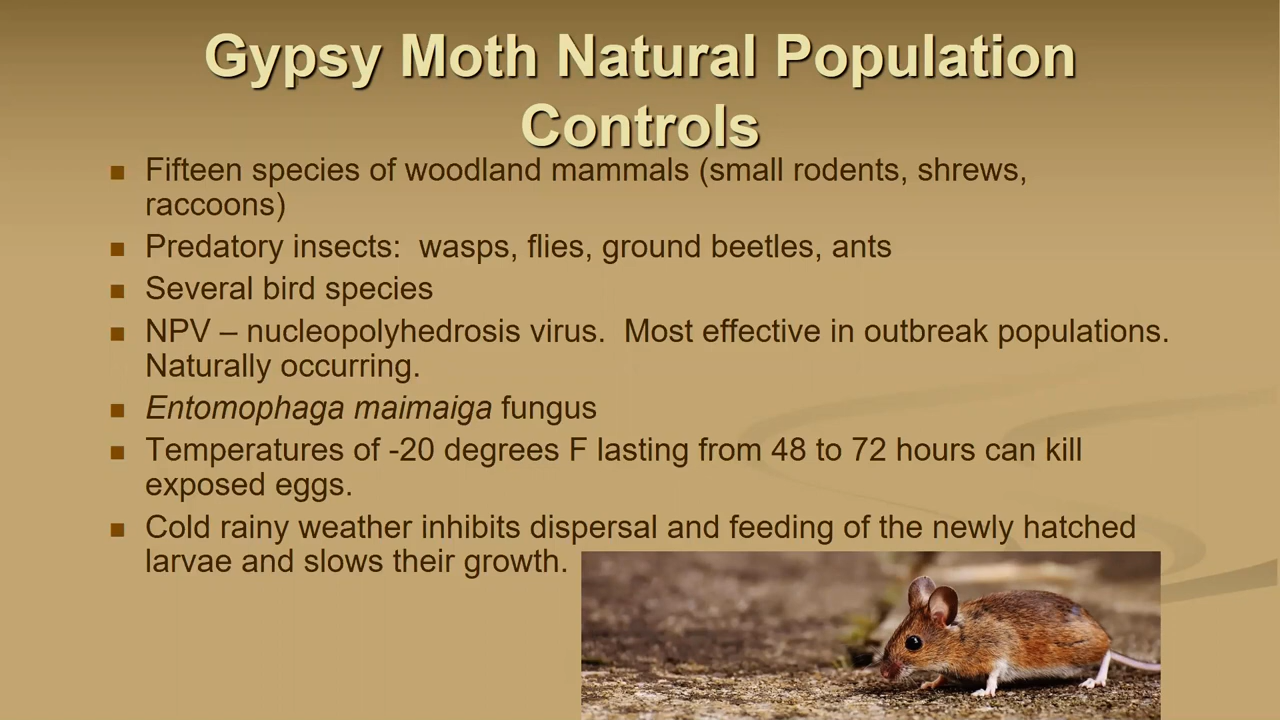 Gypsy Moth Natural Population
Controls
Fifteen species of woodland mammals (small rodents, shrews,
raccoons)
Predatory insects:  wasps, flies, ground beetles, ants
Several bird species
NPV – nucleopolyhedrosis virus.  Most effective in outbreak populations.
Naturally occurring.
Entomophaga maimaiga fungus
Temperatures of -20 degrees F lasting from 48 to 72 hours can kill
exposed eggs.
Cold rainy weather inhibits dispersal and feeding of the newly hatched
larvae and slows their growth.